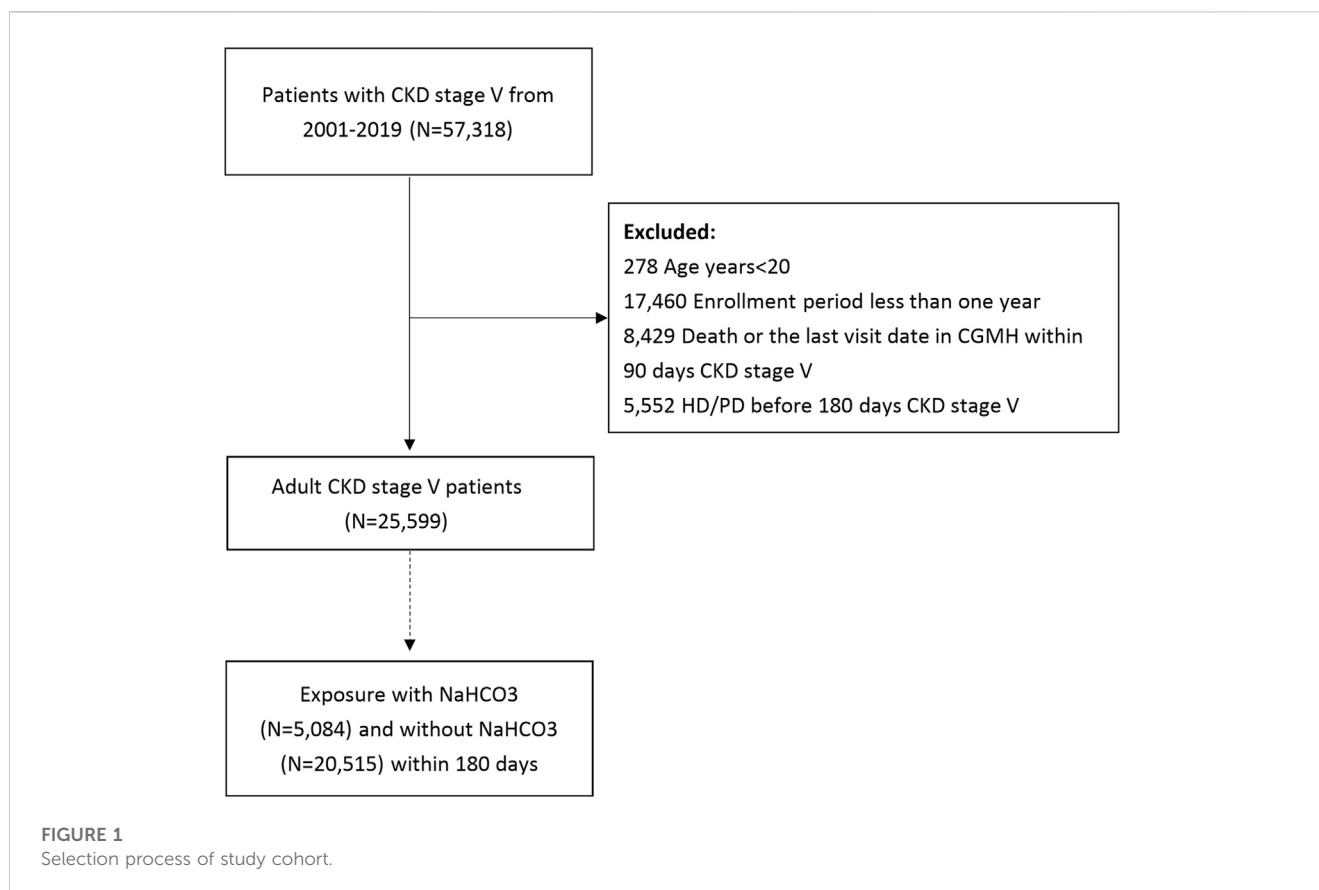 Patients with CKD stage V from
2001-2019 (N=57,318)
Excluded:
278 Age years<20
17,460 Enrollment period less than one year
8,429 Death or the last visit date in CGMH within
90 days CKD stage V
5,552 HD/PD before 180 days CKD stage V
Adult CKD stage V patients
(N=25,599)
Exposure with NaHCO3
(N=5,084) and without NaHCO3
(N=20,515) within 180 days
FIGURE 1
Selection process of study cohort.